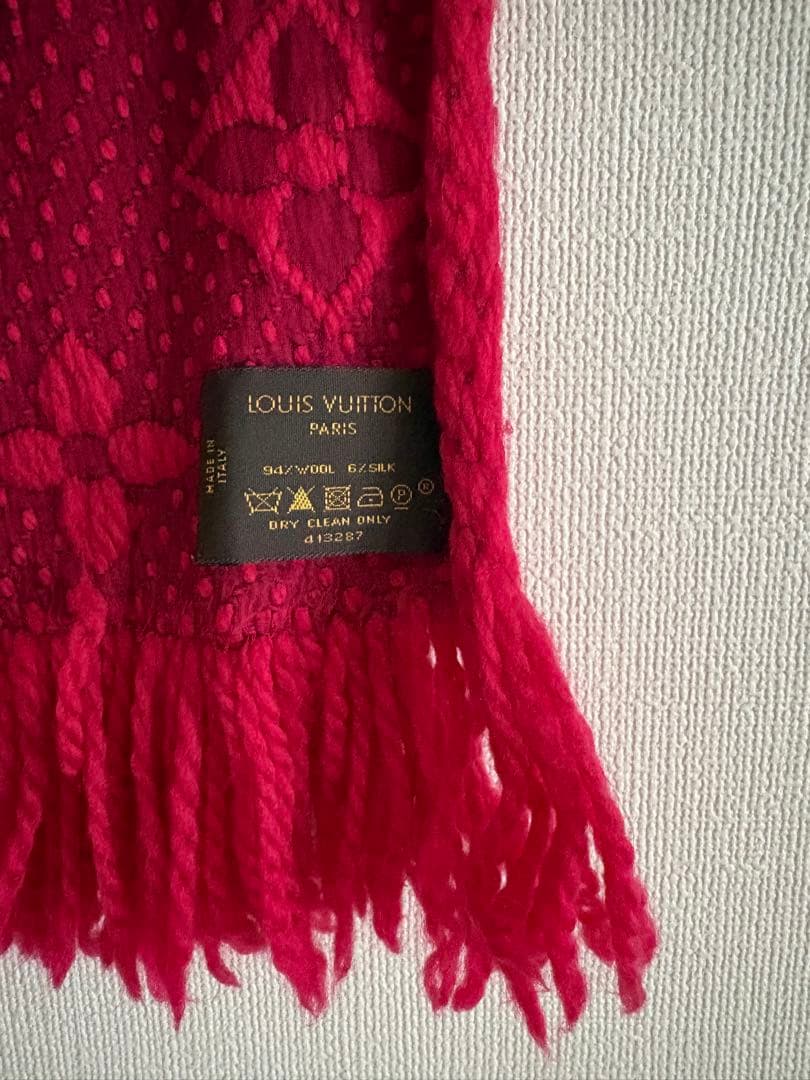 LOUIS VUITTON
PARIS
MADE IN
ITALY
94%WOOL 6%SILK
P
®
DRY CLEAN ONLY
413287